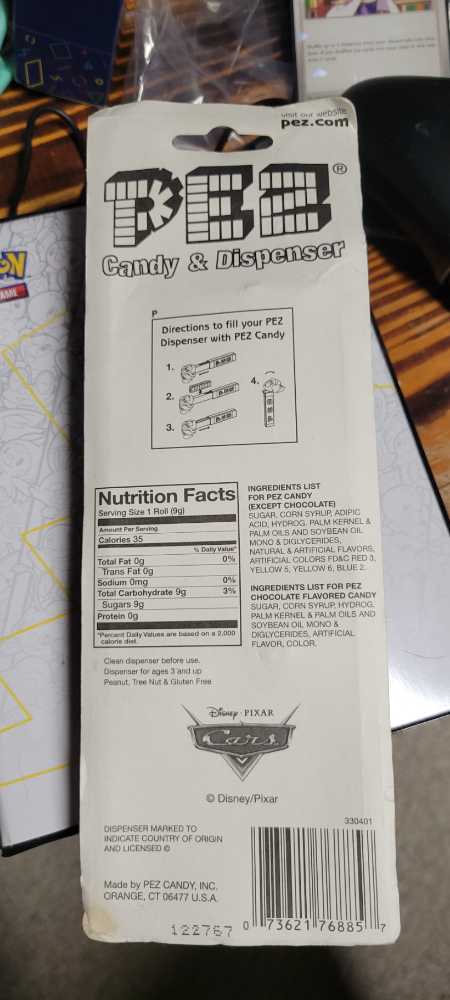 visit our website
pez.com
PEZ®
Candy & Dispenser
P
Directions to fill your PEZ
Dispenser with PEZ Candy
1.
2.
3.
4.
Nutrition Facts
Serving Size 1 Roll (9g)
Amount Per Serving
Calories 35
% Daily Value*
Total Fat 0g 0%
Trans Fat 0g
Sodium 0mg 0%
Total Carbohydrate 9g 3%
Sugars 9g
Protein 0g
*Percent Daily Values are based on a 2,000
calorie diet.
INGREDIENTS LIST
FOR PEZ CANDY
(EXCEPT CHOCOLATE)
SUGAR, CORN SYRUP, ADIPIC
ACID, HYDROG. PALM KERNEL &
PALM OILS AND SOYBEAN OIL
MONO & DIGLYCERIDES,
NATURAL & ARTIFICIAL FLAVORS,
ARTIFICIAL COLORS FD&C RED 3,
YELLOW 5, YELLOW 6, BLUE 2.
INGREDIENTS LIST FOR PEZ
CHOCOLATE FLAVORED CANDY
SUGAR, CORN SYRUP, HYDROG.
PALM KERNEL & PALM OILS AND
SOYBEAN OIL MONO &
DIGLYCERIDES, ARTIFICIAL
FLAVOR, COLOR.
Clean dispenser before use.
Dispenser for ages 3 and up
Peanut, Tree Nut & Gluten Free
Disney · PIXAR
Cars
© Disney/Pixar
330401
DISPENSER MARKED TO
INDICATE COUNTRY OF ORIGIN
AND LICENSED ©
Made by PEZ CANDY, INC.
ORANGE, CT 06477 U.S.A.
122767
0 73621 76885 7